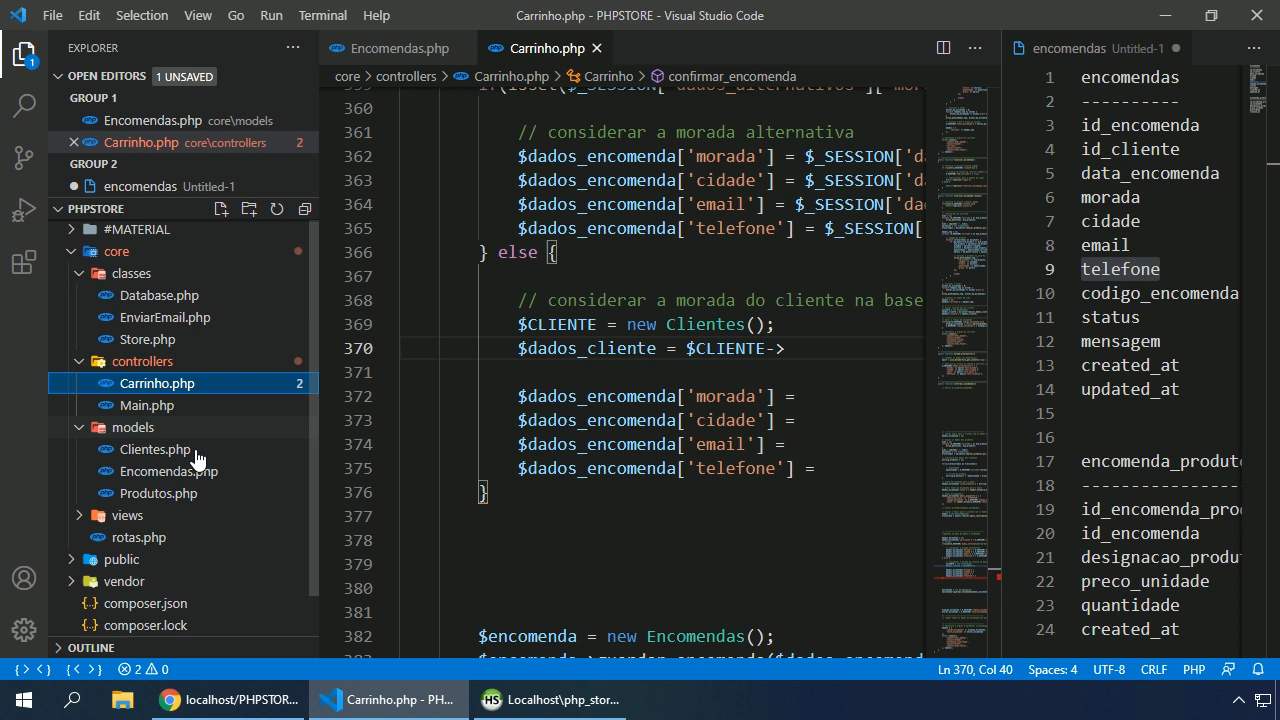 File Edit Selection View Go Run Terminal Help
Carrinho.php - PHPSTORE - Visual Studio Code
EXPLORER
OPEN EDITORS 1 UNSAVED
GROUP 1
Encomendas.php core\models
Carrinho.php core\controllers 2
GROUP 2
encomendas Untitled-1
PHPSTORE
#MATERIAL
core
classes
Database.php
EnviarEmail.php
Store.php
controllers
Carrinho.php 2
Main.php
models
Clientes.php
Encomendas.php
Produtos.php
views
rotas.php
public
vendor
composer.json
composer.lock
OUTLINE
Encomendas.php
Carrinho.php
core > controllers > Carrinho.php > Carrinho > confirmar_encomenda
360
361 // considerar a morada alternativa
362 $dados_encomenda['morada'] = $_SESSION['da
363 $dados_encomenda['cidade'] = $_SESSION['da
364 $dados_encomenda['email'] = $_SESSION['dad
365 $dados_encomenda['telefone'] = $_SESSION[
366 } else {
367
368 // considerar a morada do cliente na base
369 $CLIENTE = new Clientes();
370 $dados_cliente = $CLIENTE->
371
372 $dados_encomenda['morada'] =
373 $dados_encomenda['cidade'] =
374 $dados_encomenda['email'] =
375 $dados_encomenda['telefone'] =
376 }
377
378
379
380
381
382 $encomenda = new Encomendas();
encomendas Untitled-1
1 encomendas
2 ----------
3 id_encomenda
4 id_cliente
5 data_encomenda
6 morada
7 cidade
8 email
9 telefone
10 codigo_encomenda
11 status
12 mensagem
13 created_at
14 updated_at
15
16
17 encomenda_produt
18 ----------------
19 id_encomenda_pro
20 id_encomenda
21 designacao_produ
22 preco_unidade
23 quantidade
24 created_at
1
2 0
Ln 370, Col 40 Spaces: 4 UTF-8 CRLF PHP
localhost/PHPSTOR...
Carrinho.php - PH...
HS Localhost\php_stor...